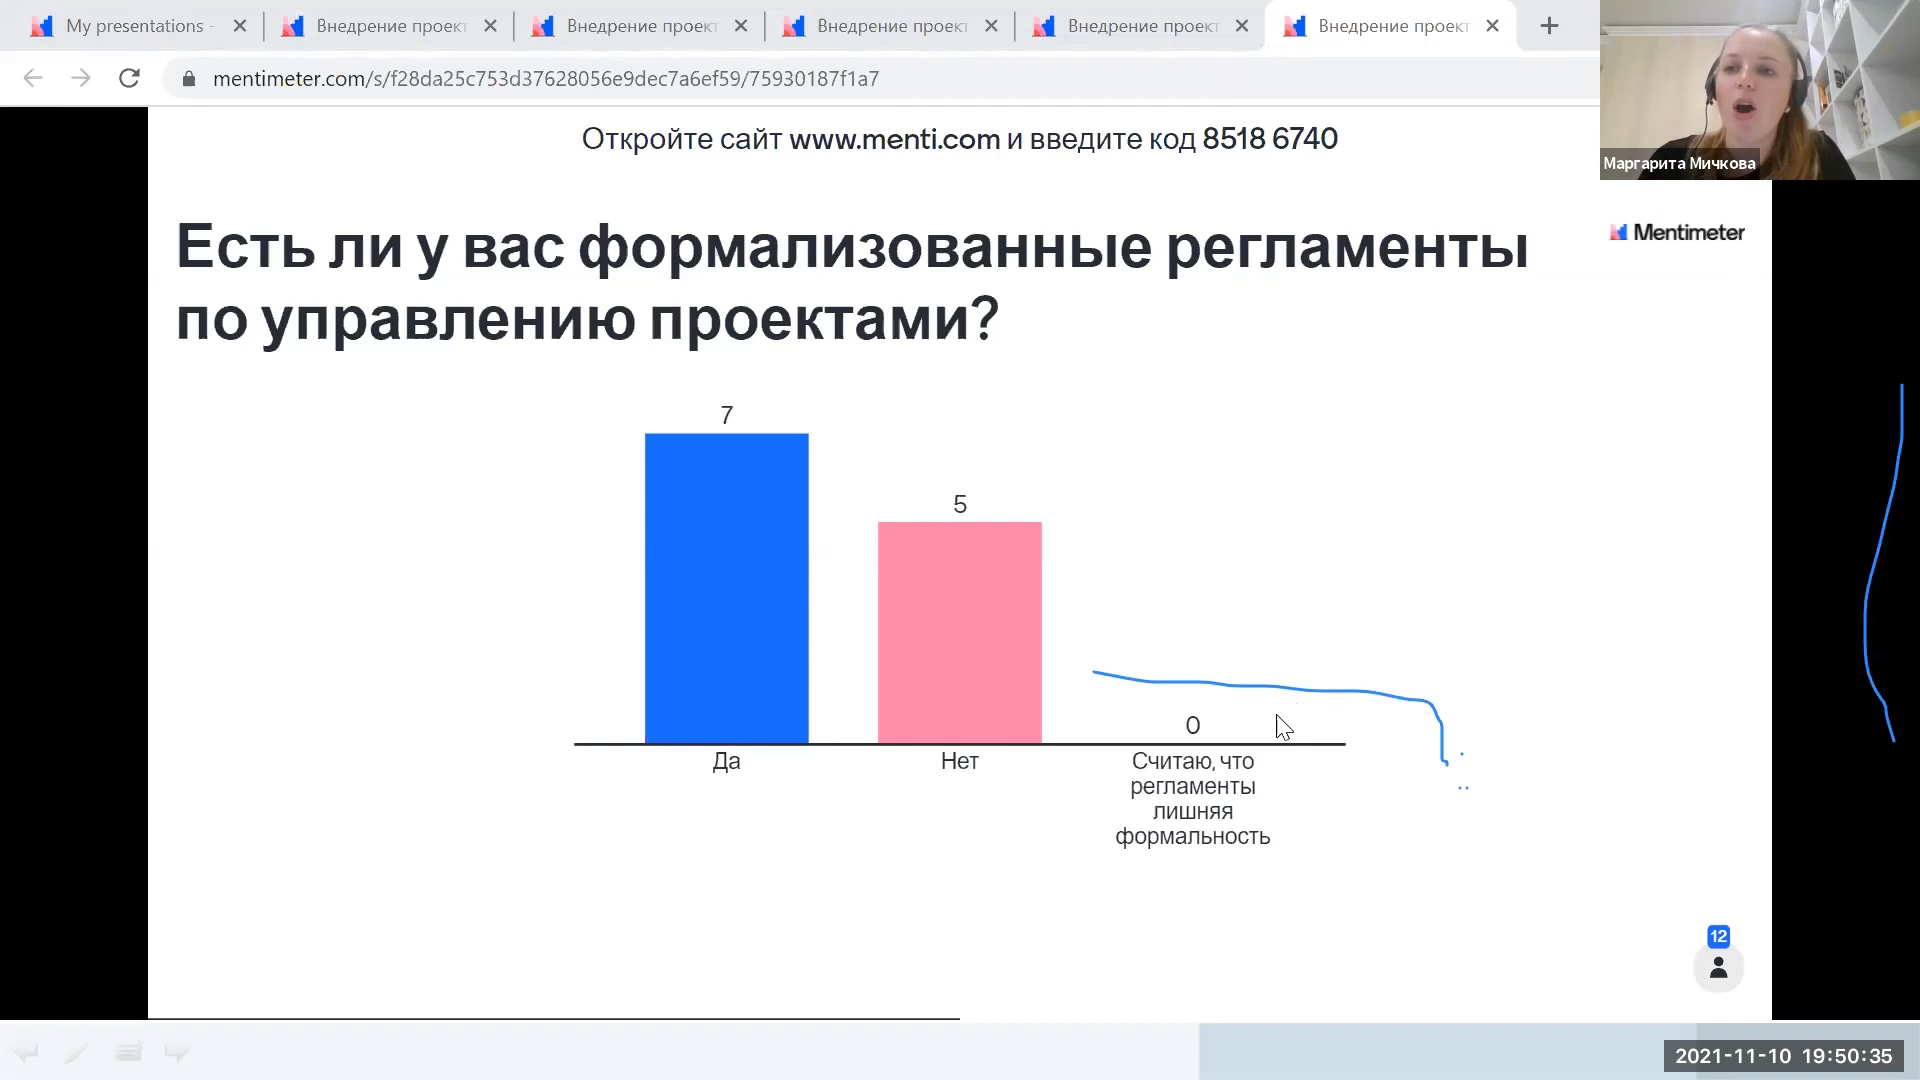 My presentations -
Внедрение проект
Внедрение проект
Внедрение проект
Внедрение проект
Внедрение проект
mentimeter.com/s/f28da25c753d37628056e9dec7a6ef59/75930187f1a7
Маргарита Мичкова
Откройте сайт www.menti.com и введите код 8518 6740
Есть ли у вас формализованные регламенты
по управлению проектами?
Mentimeter
7
5
0
Да
Нет
Считаю, что
регламенты
лишняя
формальность
12
2021-11-10 19:50:35